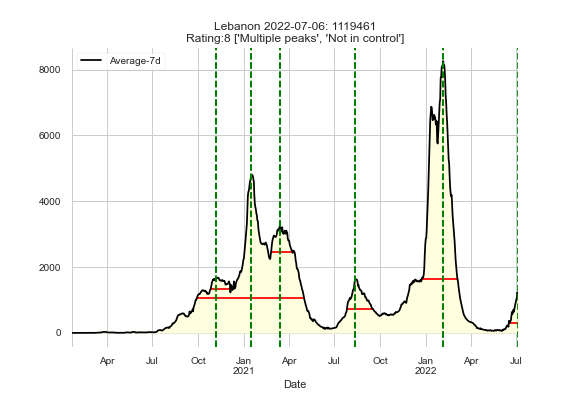 Lebanon 2022-07-06: 1119461
Rating:8 ['Multiple peaks', 'Not in control']
Average-7d
8000
6000
4000
2000
0
Apr Jul Oct Jan Apr Jul Oct Jan Apr Jul
2021 2022
Date